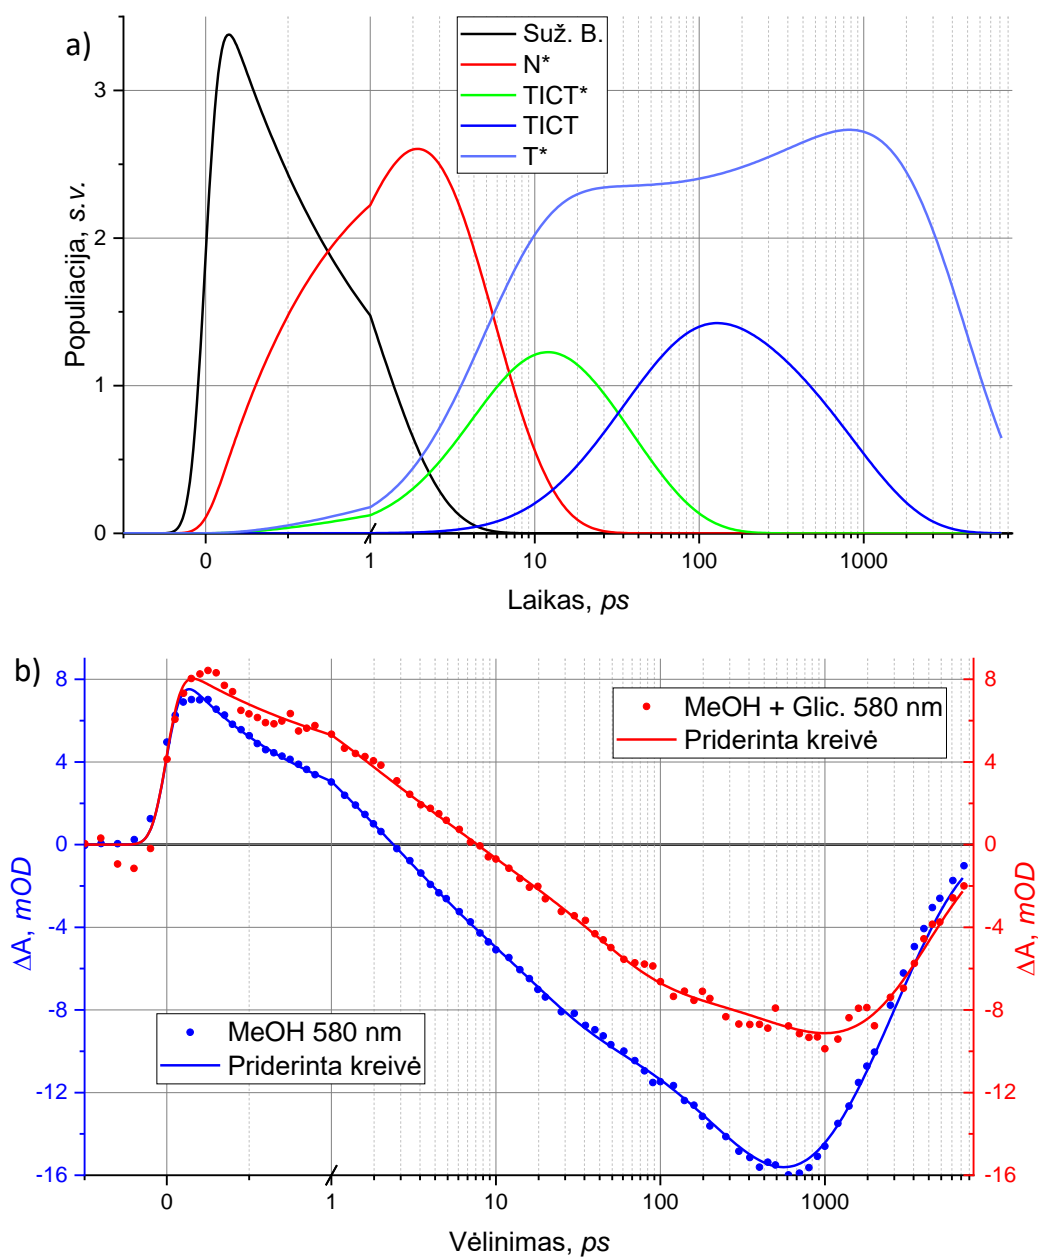 a)
Suž. B.
N*
TICT*
TICT
T*
Populiacija, s.v.
3
2
1
0
0 1 10 100 1000
Laikas, ps
b)
MeOH + Glic. 580 nm
Priderinta kreivė
MeOH 580 nm
Priderinta kreivė
ΔA, mOD
8
4
0
-4
-8
-12
-16
ΔA, mOD
8
4
0
-4
-8
-12
-16
0 1 10 100 1000
Vėlinimas, ps